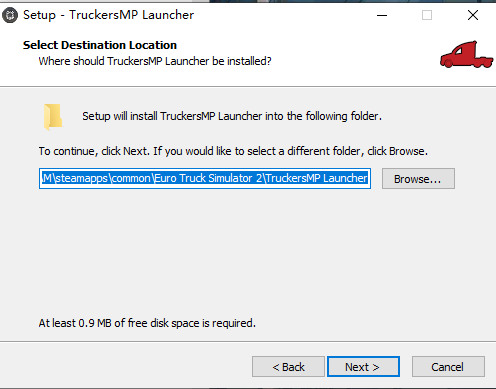 Setup - TruckersMP Launcher
Select Destination Location
Where should TruckersMP Launcher be installed?
Setup will install TruckersMP Launcher into the following folder.
To continue, click Next. If you would like to select a different folder, click Browse.
M\steamapps\common\Euro Truck Simulator 2\TruckersMP Launcher
Browse...
At least 0.9 MB of free disk space is required.
< Back
Next >
Cancel